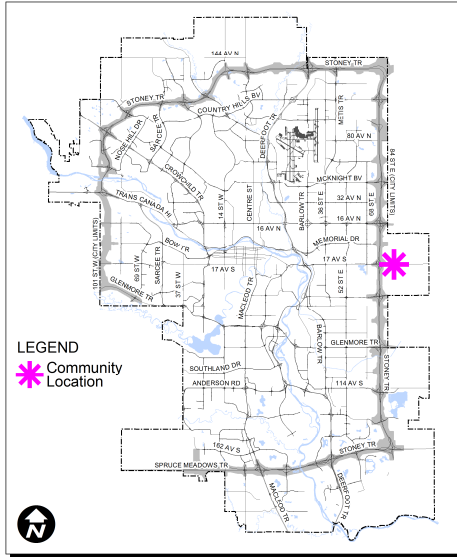 144 AV N
STONEY TR
STONEY TR
COUNTRY HILLS BV
METIS TR
NOSEHILL DR
SARCEE TR
DEERFOOT TR
80 AV N
84 ST E (CITY LIMITS)
CROWCHILD TR
MCKNIGHT BV
TRANS CANADA HI
14 ST W
CENTRE ST
BARLOW TR
36 ST E
32 AV N
68 ST E
16 AV N
16 AV N
101 ST W (CITY LIMITS)
BOW TR
MEMORIAL DR
SARCEE TR
69 ST W
37 ST W
17 AV S
17 AV S
52 ST E
GLENMORE TR
MACLEOD TR
BARLOW TR
GLENMORE TR
STONEY TR
LEGEND
Community
Location
SOUTHLAND DR
ANDERSON RD
114 AV S
162 AV S
STONEY TR
SPRUCE MEADOWS TR
MACLEOD TR
DEERFOOT TR
N